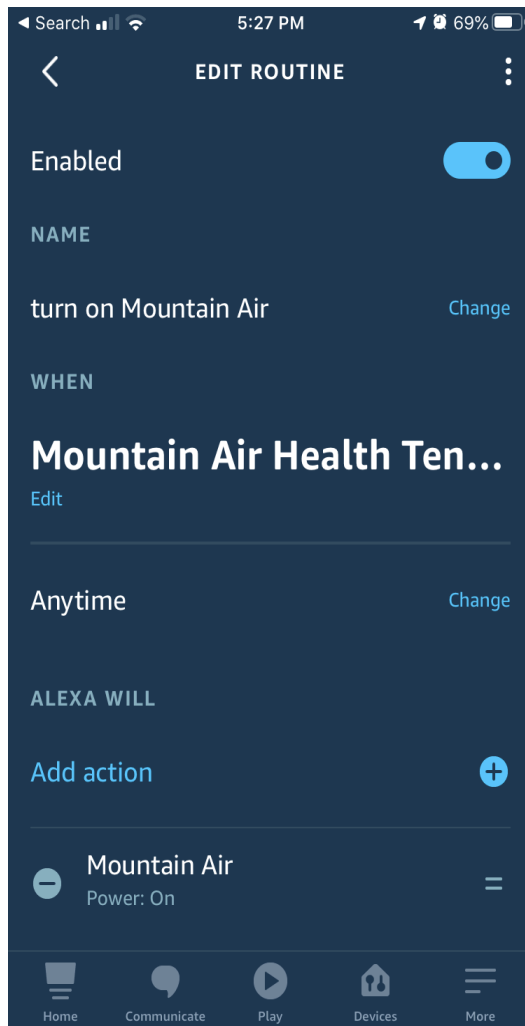 Search 5:27 PM 69%
EDIT ROUTINE
Enabled
NAME
turn on Mountain Air Change
WHEN
Mountain Air Health Ten...
Edit
Anytime Change
ALEXA WILL
Add action
Mountain Air
Power: On
Home Communicate Play Devices More